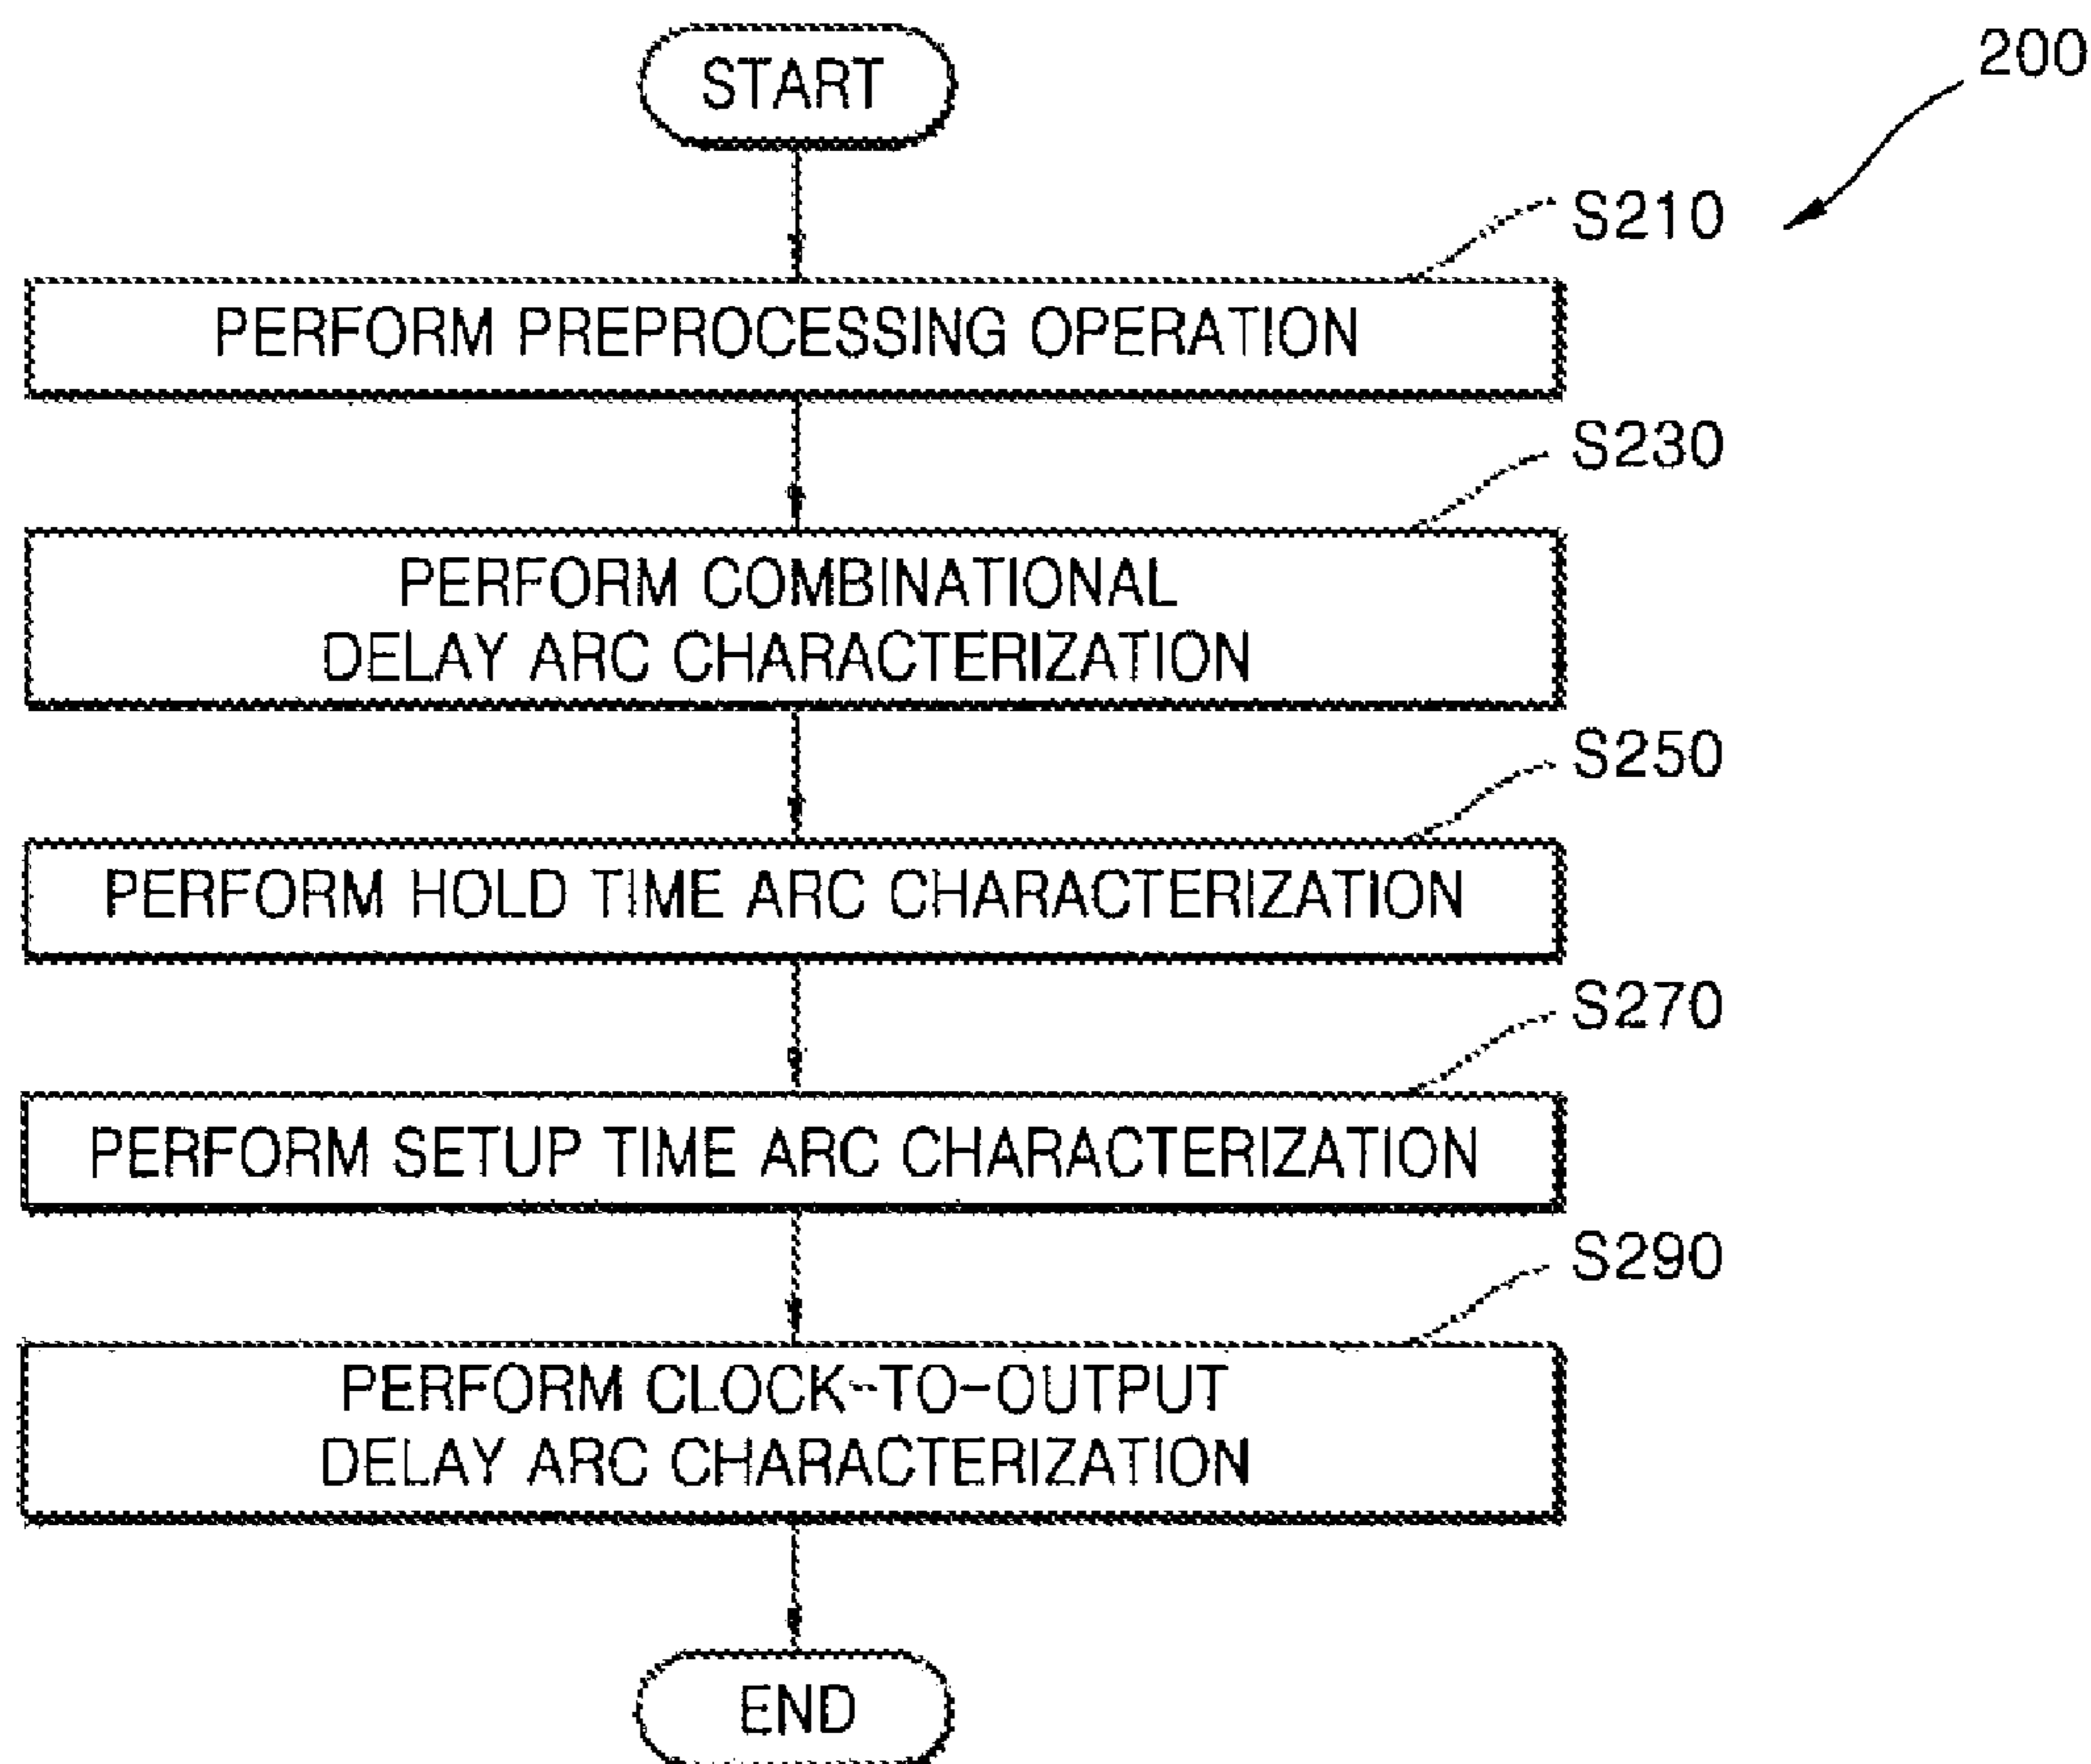 START
200
S210
PERFORM PREPROCESSING OPERATION
S230
PERFORM COMBINATIONAL
DELAY ARC CHARACTERIZATION
S250
PERFORM HOLD TIME ARC CHARACTERIZATION
S270
PERFORM SETUP TIME ARC CHARACTERIZATION
S290
PERFORM CLOCK-TO-OUTPUT
DELAY ARC CHARACTERIZATION
END